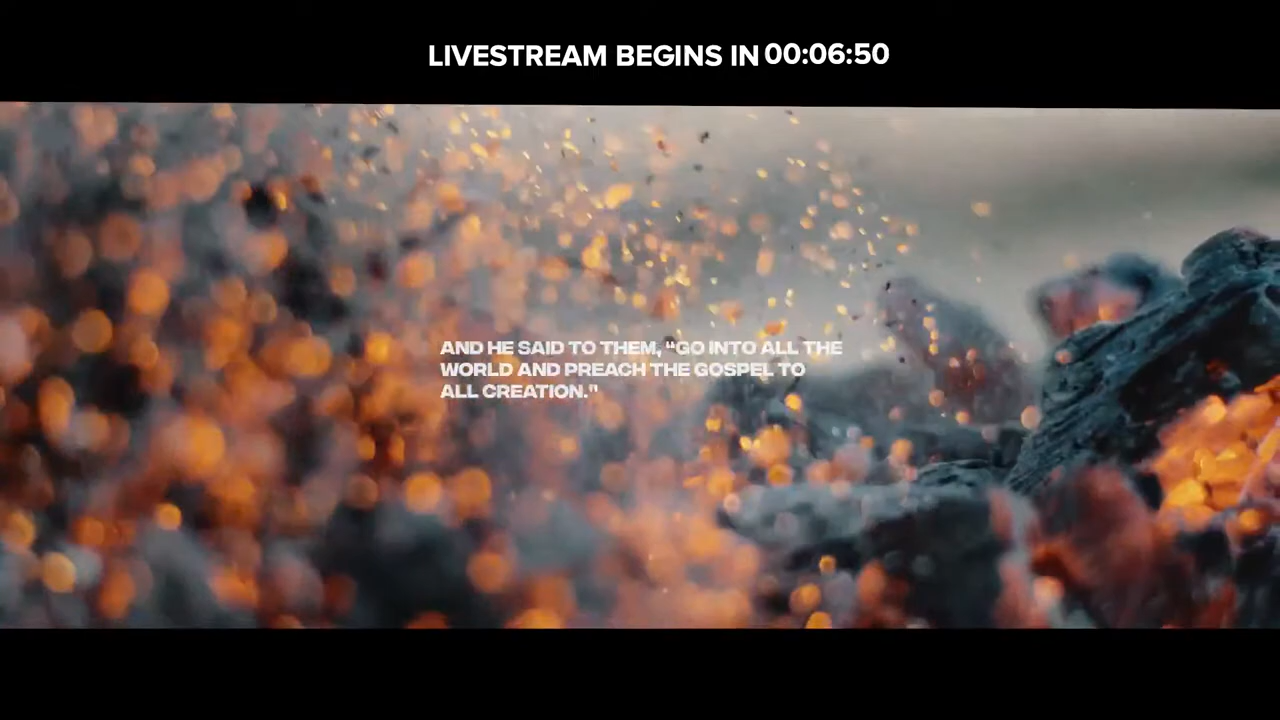 LIVESTREAM BEGINS IN 00:06:50
AND HE SAID TO THEM, “GO INTO ALL THE
WORLD AND PREACH THE GOSPEL TO
ALL CREATION."